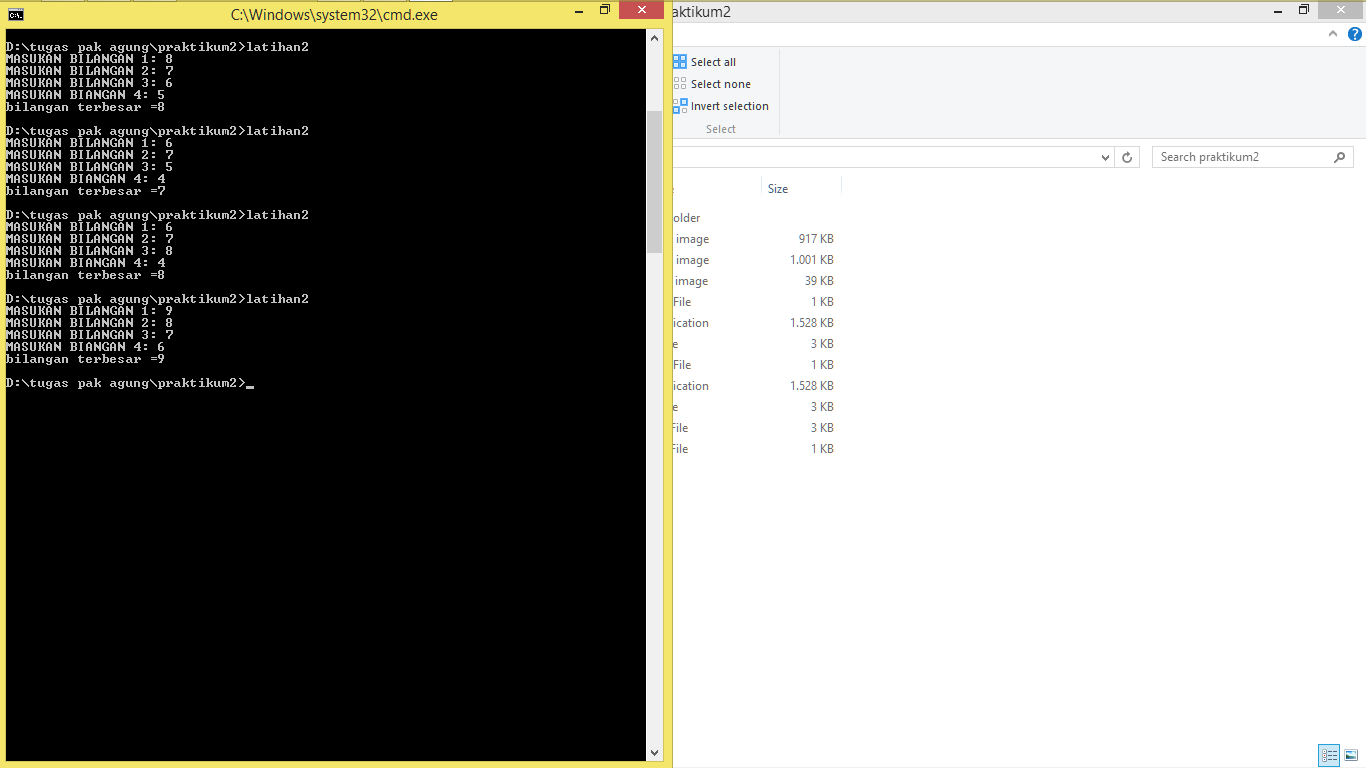 C:\Windows\system32\cmd.exe
D:\tugas pak agung\praktikum2>latihan2
MASUKAN BILANGAN 1: 8
MASUKAN BILANGAN 2: 7
MASUKAN BILANGAN 3: 6
MASUKAN BIANGAN 4: 5
bilangan terbesar =8
D:\tugas pak agung\praktikum2>latihan2
MASUKAN BILANGAN 1: 6
MASUKAN BILANGAN 2: 7
MASUKAN BILANGAN 3: 5
MASUKAN BIANGAN 4: 4
bilangan terbesar =7
D:\tugas pak agung\praktikum2>latihan2
MASUKAN BILANGAN 1: 6
MASUKAN BILANGAN 2: 7
MASUKAN BILANGAN 3: 8
MASUKAN BIANGAN 4: 4
bilangan terbesar =8
D:\tugas pak agung\praktikum2>latihan2
MASUKAN BILANGAN 1: 9
MASUKAN BILANGAN 2: 8
MASUKAN BILANGAN 3: 7
MASUKAN BIANGAN 4: 6
bilangan terbesar =9
D:\tugas pak agung\praktikum2>_
aktikum2
Select all
Select none
Invert selection
Select
Search praktikum2
Size
older
image 917 KB
image 1.001 KB
image 39 KB
File 1 KB
ication 1.528 KB
e 3 KB
File 1 KB
ication 1.528 KB
e 3 KB
File 3 KB
File 1 KB